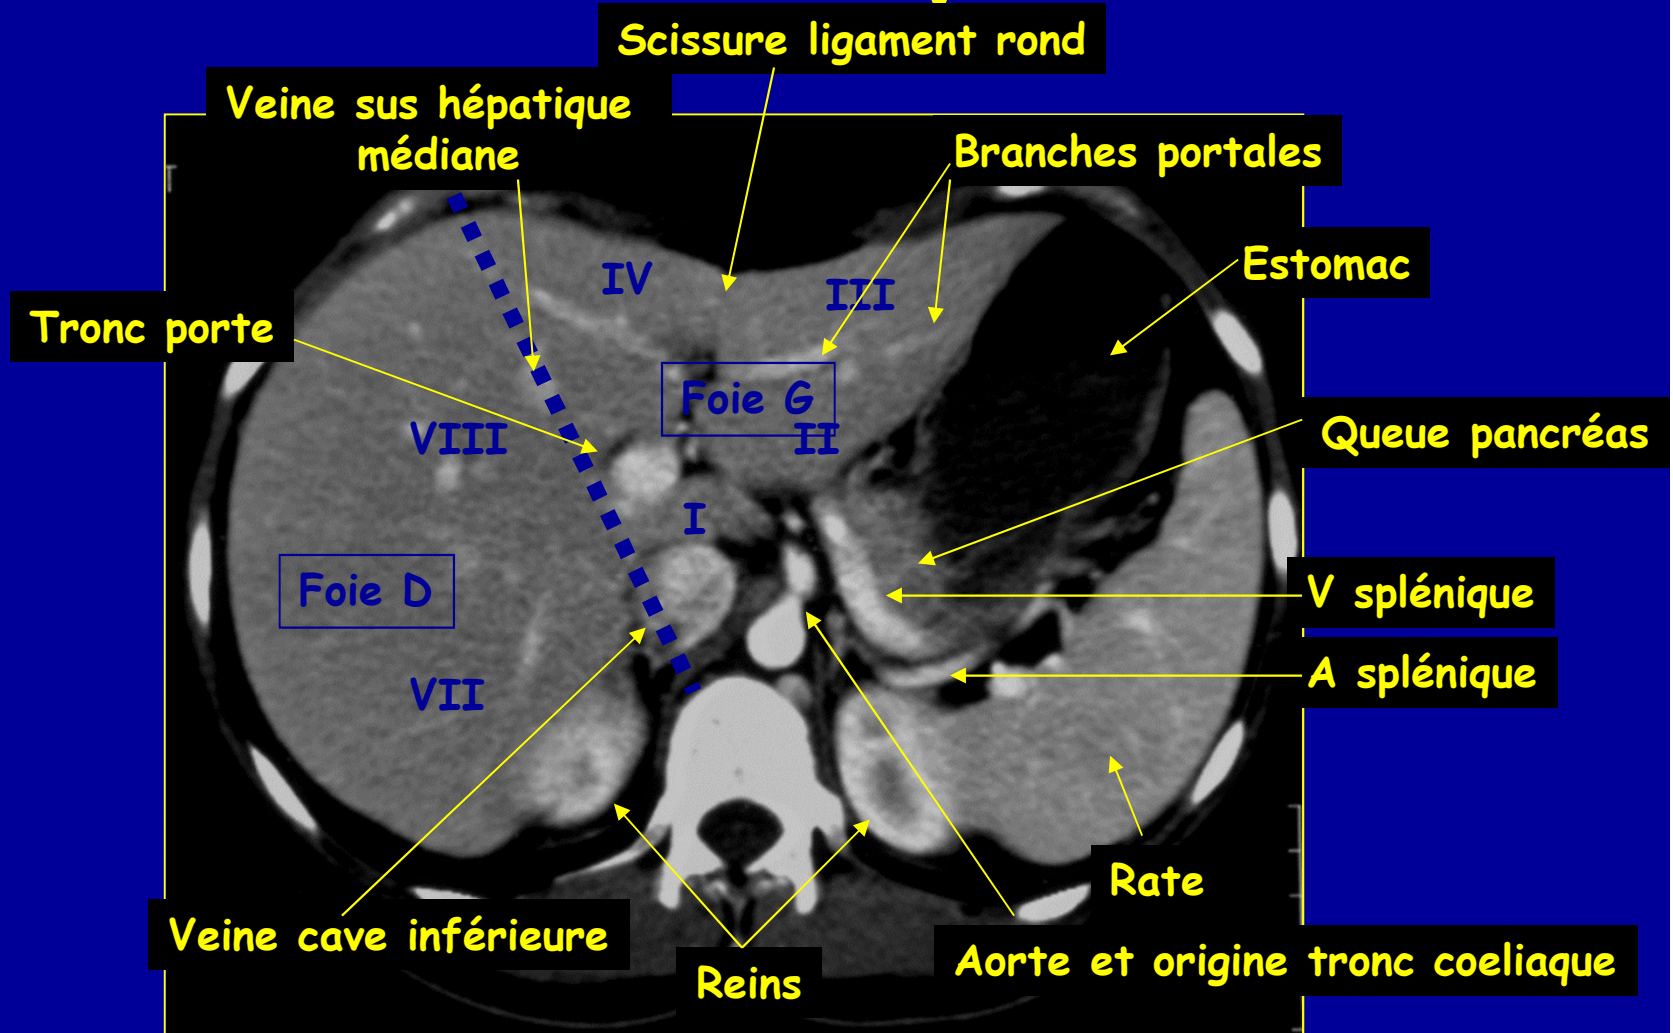 Scissure ligament rond
Veine sus hépatique
médiane
Branches portales
IV
Estomac
III
Tronc porte
Foie G
VIII
II
Queue pancréas
I
Foie D
V splénique
A splénique
VII
Rate
Veine cave inférieure
Aorte et origine tronc coeliaque
Reins